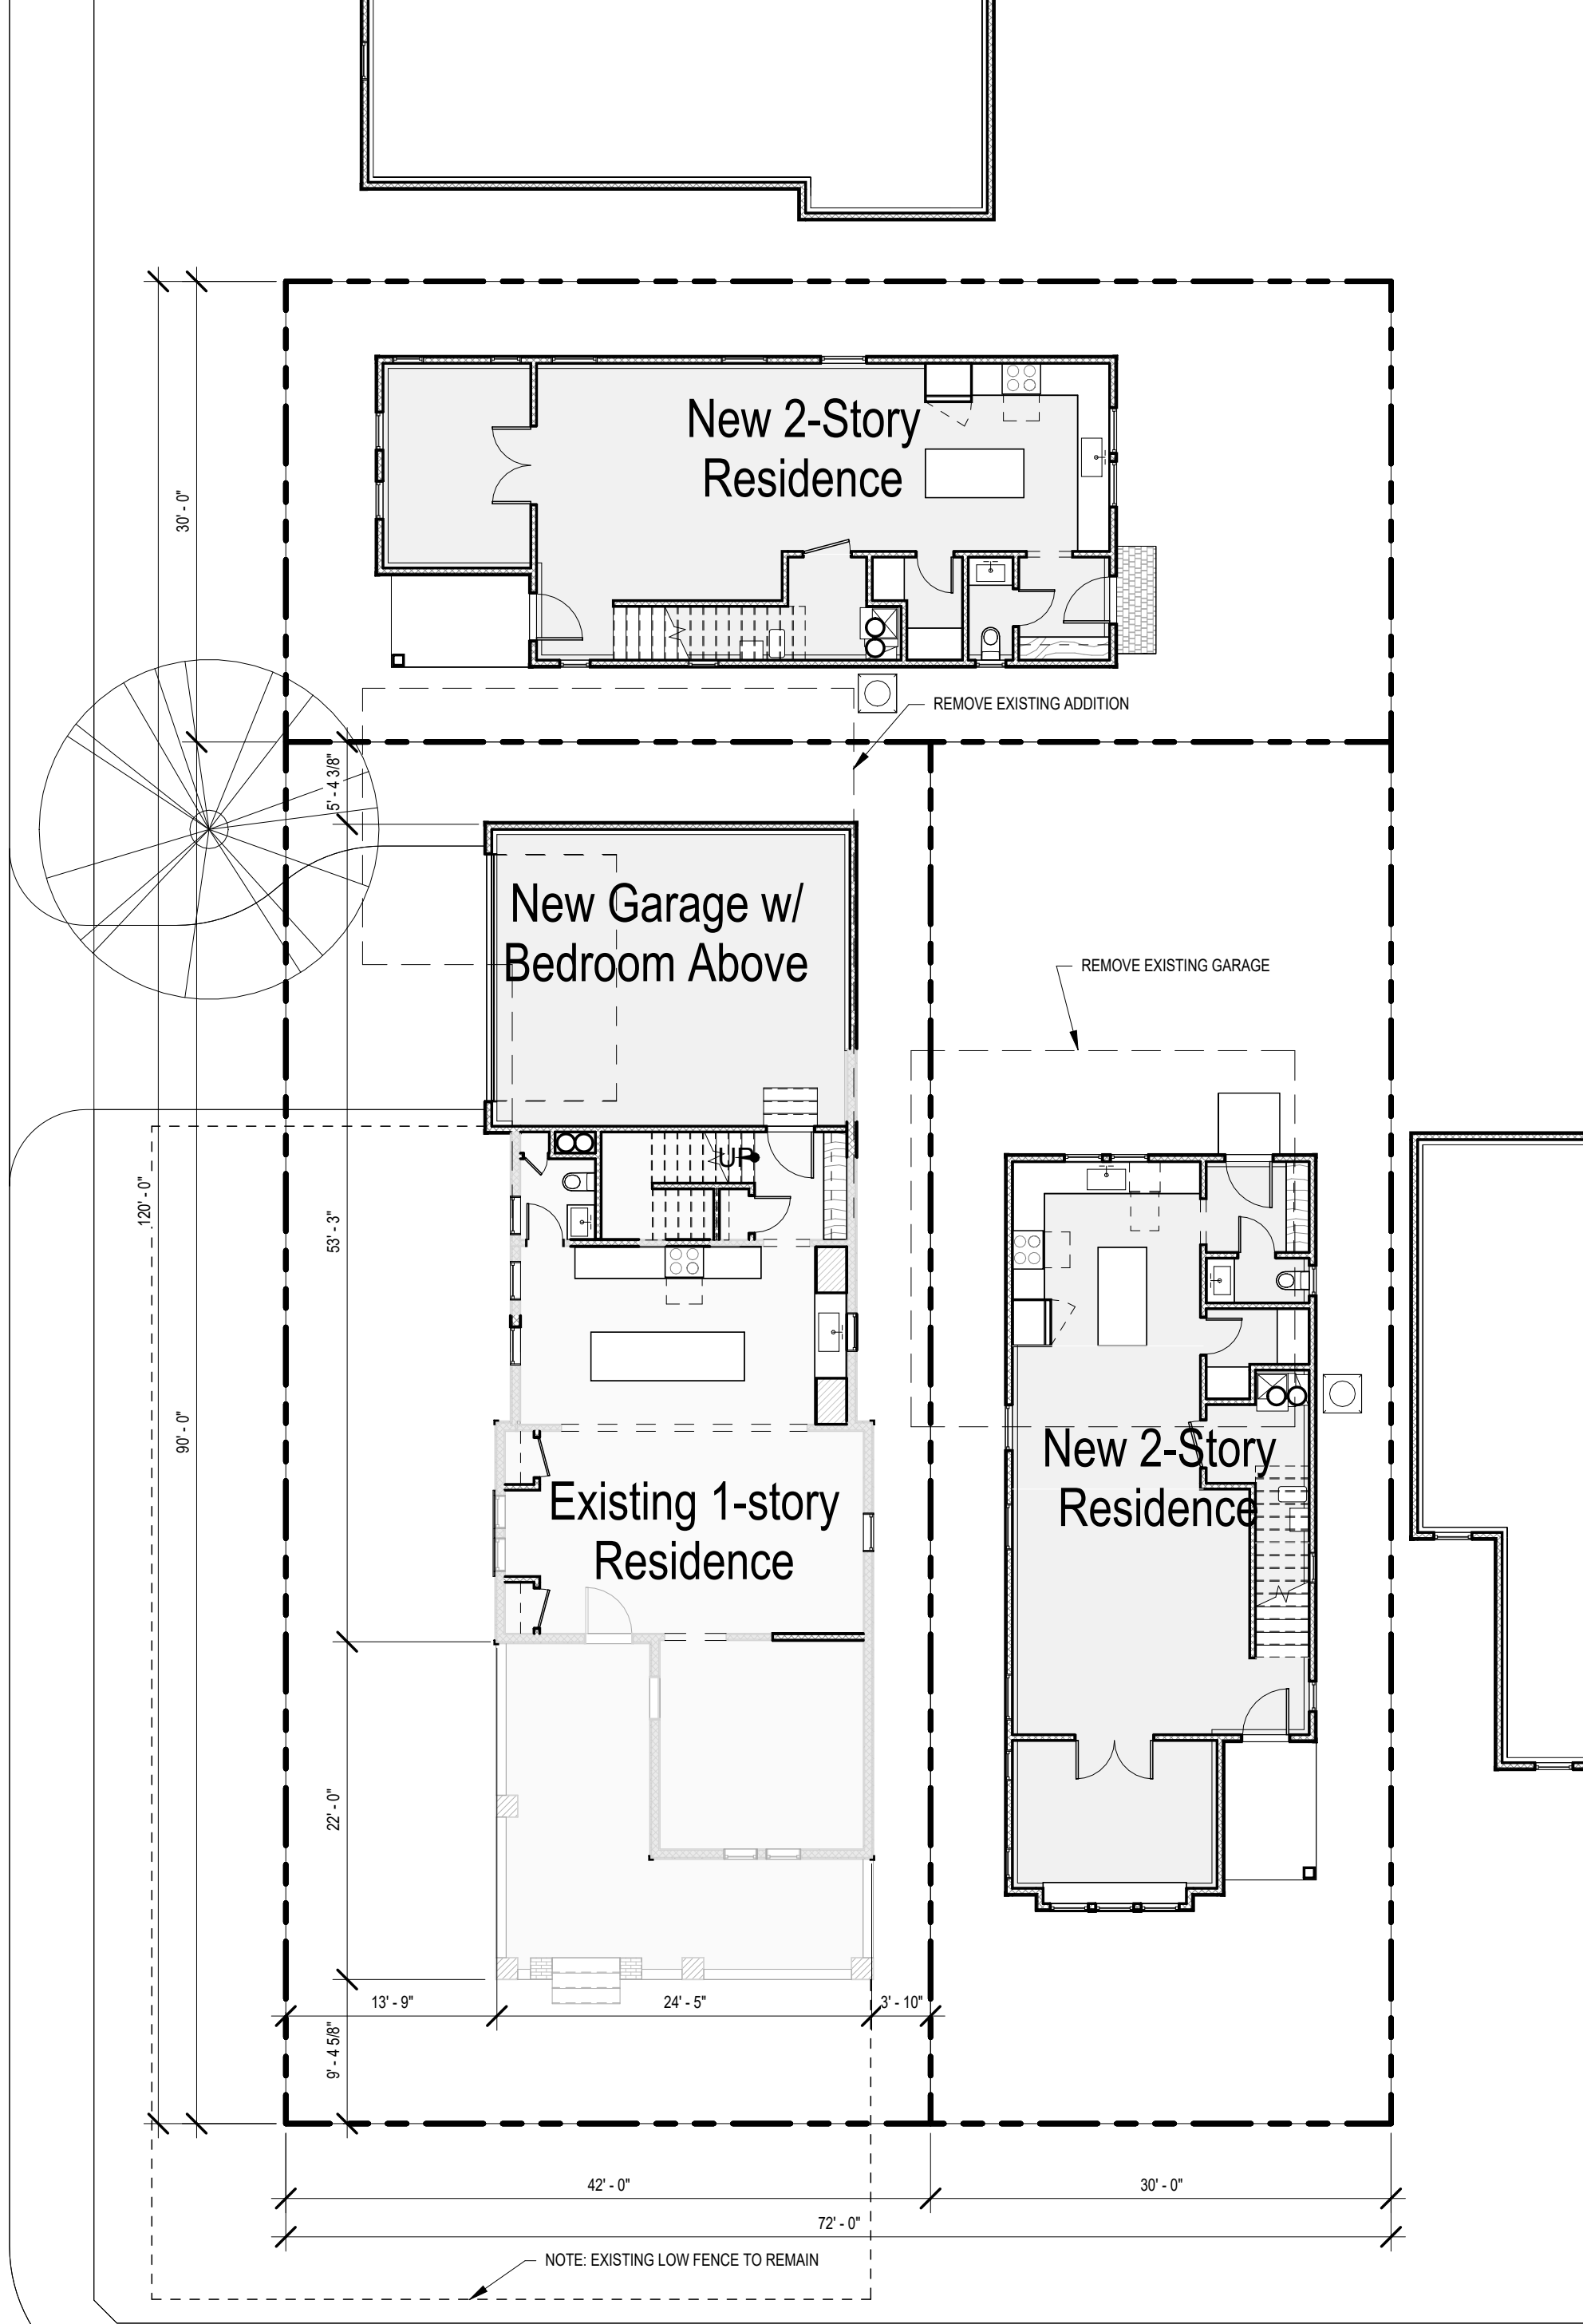 New 2-Story
Residence
30' - 0"
REMOVE EXISTING ADDITION
5' - 4 3/8"
New Garage w/
Bedroom Above
REMOVE EXISTING GARAGE
UP
120' - 0"
53' - 3"
90' - 0"
New 2-Story
Residence
Existing 1-story
Residence
22' - 0"
13' - 9"
24' - 5"
3' - 10"
9' - 4 5/8"
42' - 0"
30' - 0"
72' - 0"
NOTE: EXISTING LOW FENCE TO REMAIN